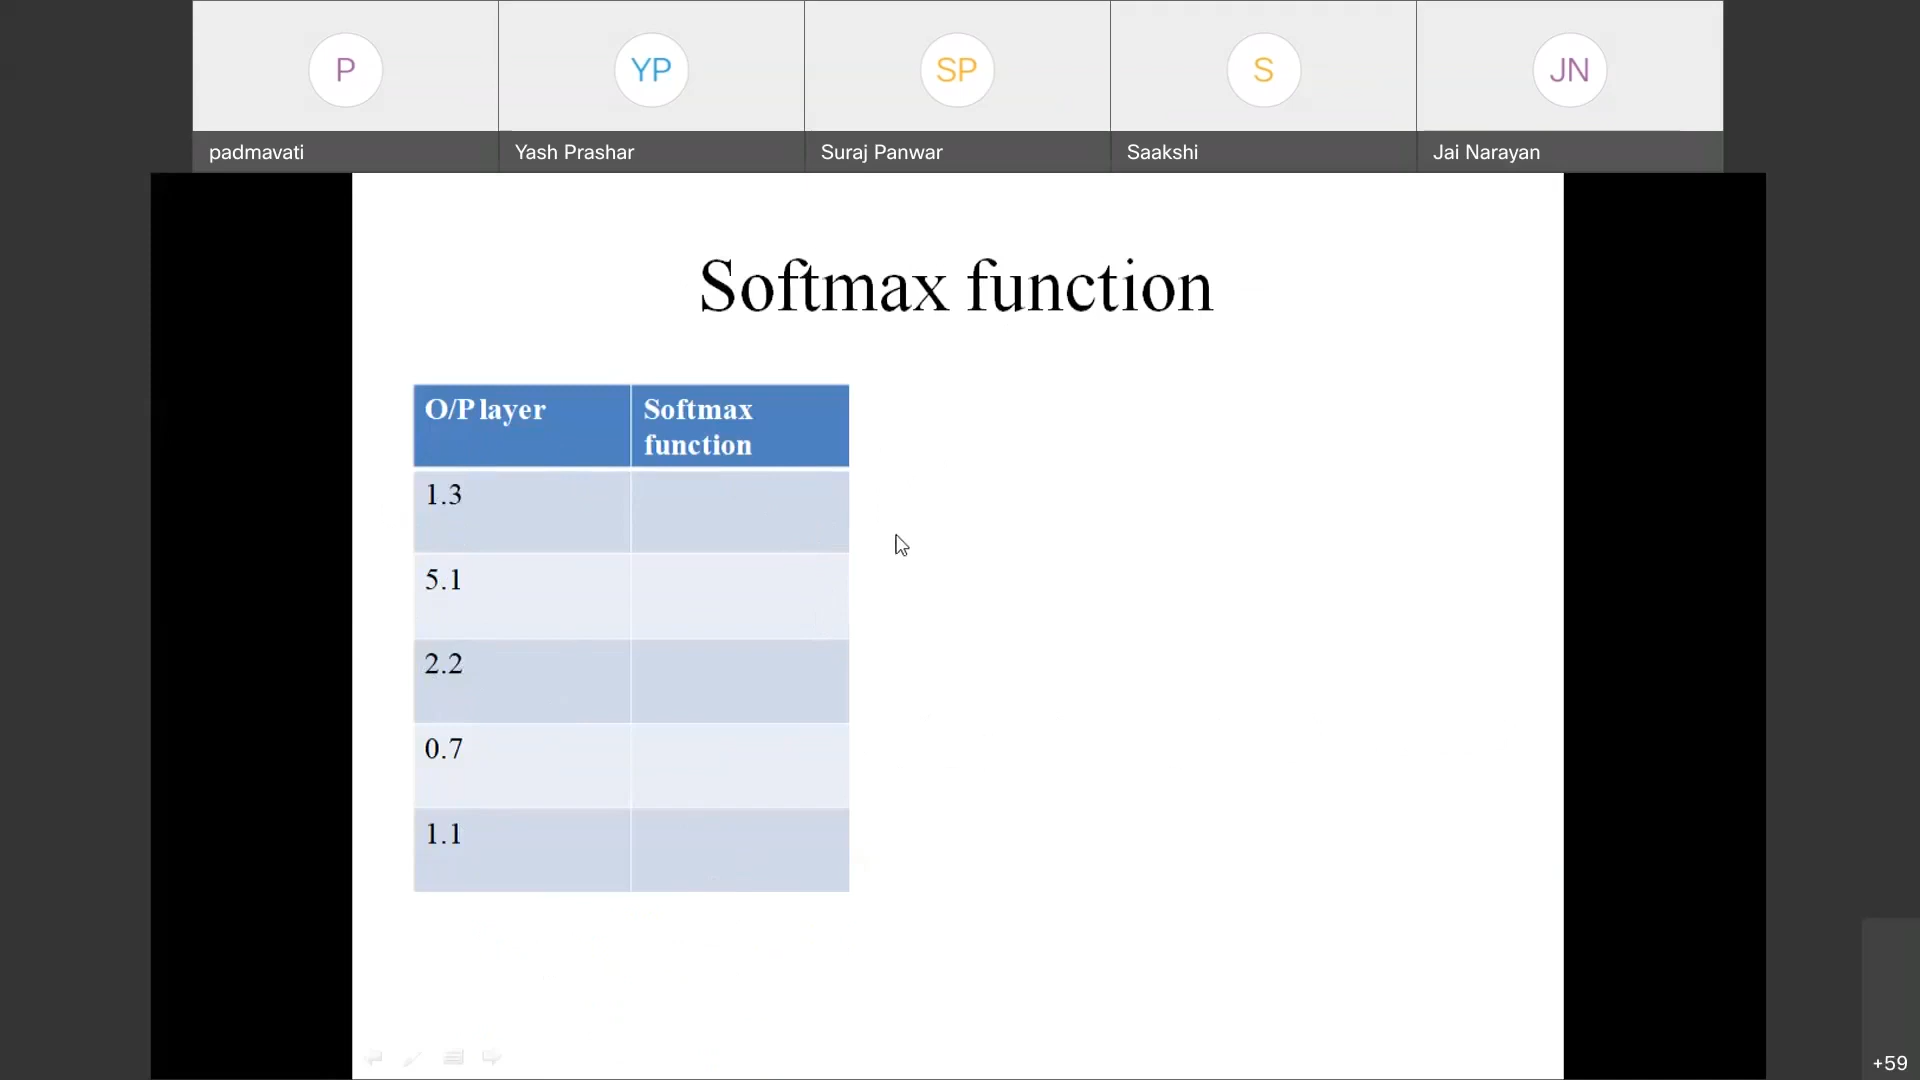 P
YP
SP
S
JN
padmavati
Yash Prashar
Suraj Panwar
Saakshi
Jai Narayan
Softmax function
O/P layer
Softmax
function
1.3
5.1
2.2
0.7
1.1
+59